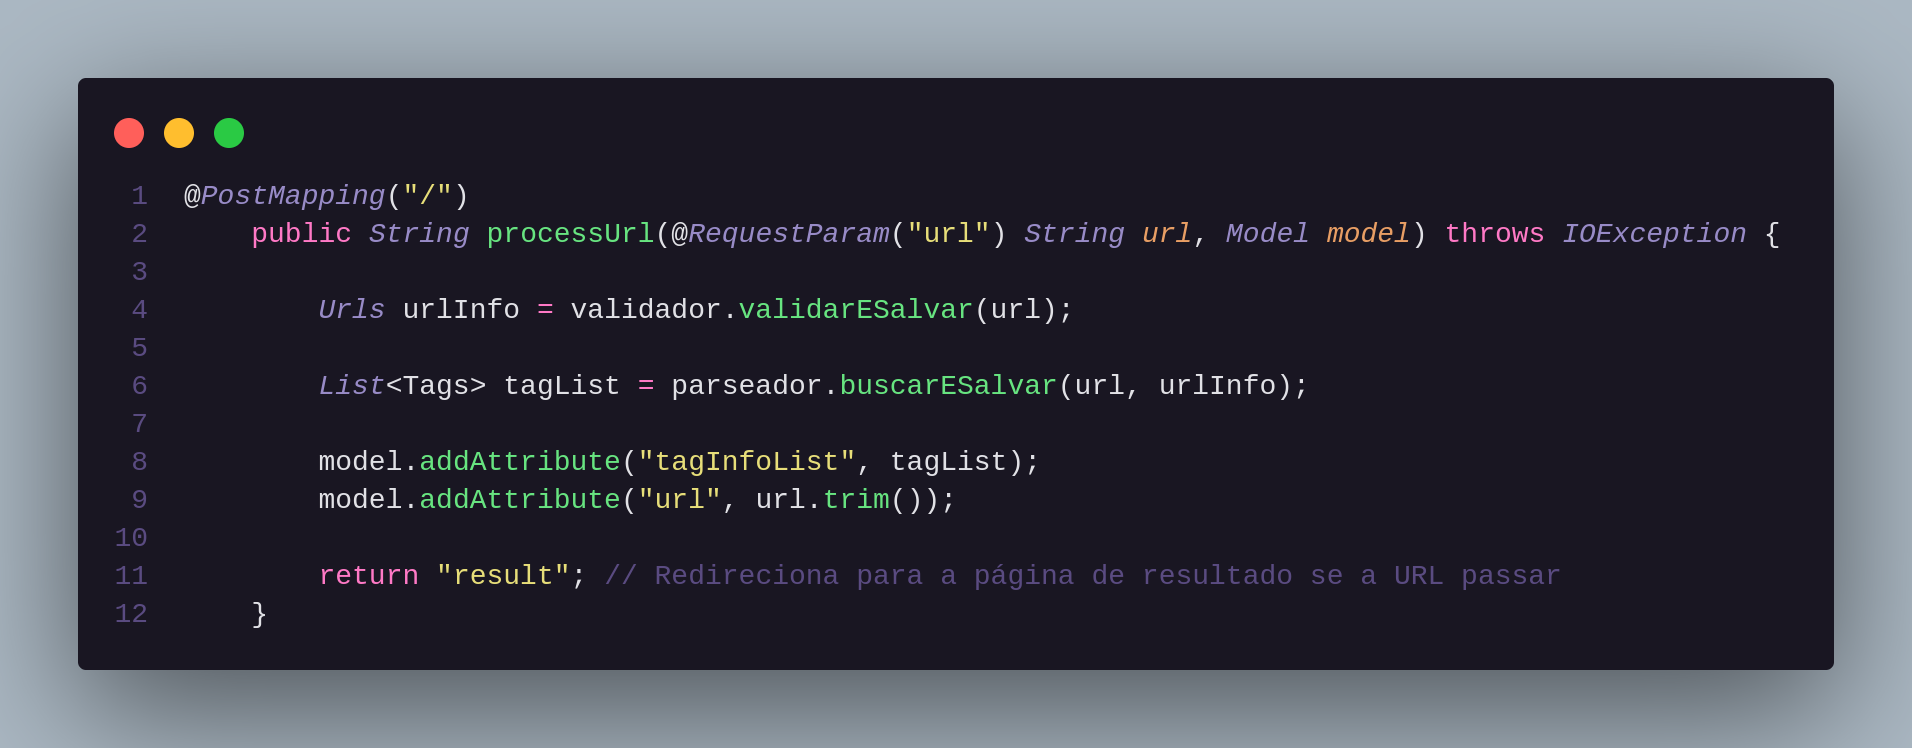 1 @PostMapping("/")
2     public String processUrl(@RequestParam("url") String url, Model model) throws IOException {
3
4         Urls urlInfo = validador.validarESalvar(url);
5
6         List<Tags> tagList = parseador.buscarESalvar(url, urlInfo);
7
8         model.addAttribute("tagInfoList", tagList);
9         model.addAttribute("url", url.trim());
10
11         return "result"; // Redireciona para a página de resultado se a URL passar
12     }